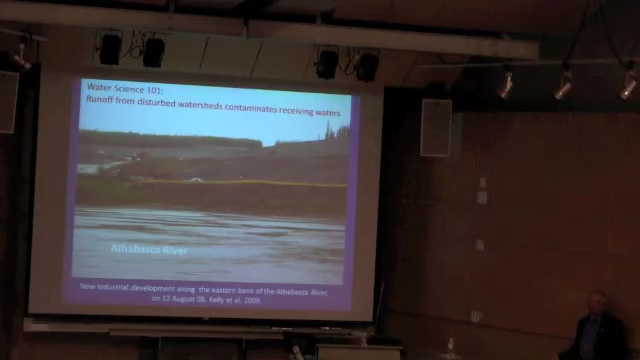 Water Science 101:
Runoff from disturbed watersheds contaminates receiving waters
Athabasca River
New industrial development along the eastern bank of the Athabasca River,
on 12 August 08. Kelly et al. 2009.